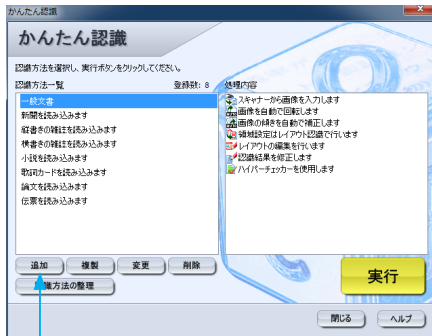 かんたん認識
かんたん認識
認識方法を選択し、実行ボタンをクリックしてください。
認識方法一覧 登録数: 8 処理内容
一般文書
新聞を読み込みます
縦書きの雑誌を読み込みます
横書きの雑誌を読み込みます
小説を読み込みます
歌詞カードを読み込みます
論文を読み込みます
伝票を読み込みます
スキャナーから画像を入力します
画像を自動で回転します
画像の傾きを自動で補正します
領域設定はレイアウト認識で行います
レイアウトの編集を行います
認識結果を修正します
ハイパーチェッカーを使用します
追加 複製 変更 削除
識方法の整理
実行
閉じる ヘルプ